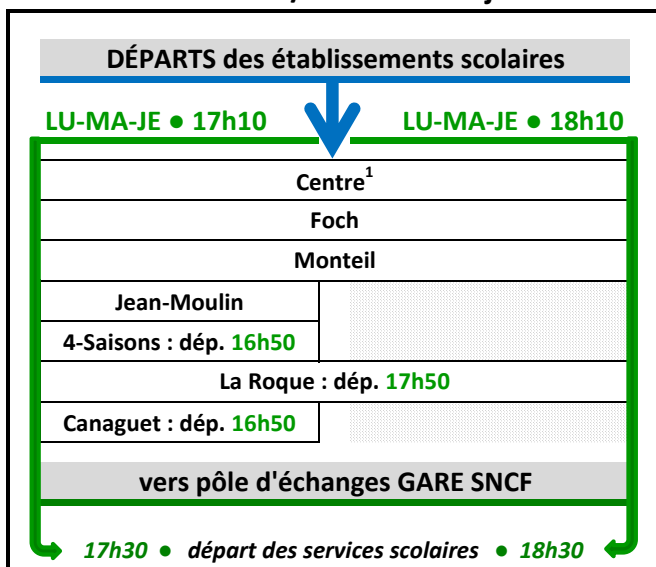 DÉPARTS des établissements scolaires
LU-MA-JE ● 17h10 LU-MA-JE ● 18h10
Centre¹
Foch
Monteil
Jean-Moulin
4-Saisons : dép. 16h50
La Roque : dép. 17h50
Canaguet : dép. 16h50
vers pôle d'échanges GARE SNCF
17h30 ● départ des services scolaires ● 18h30